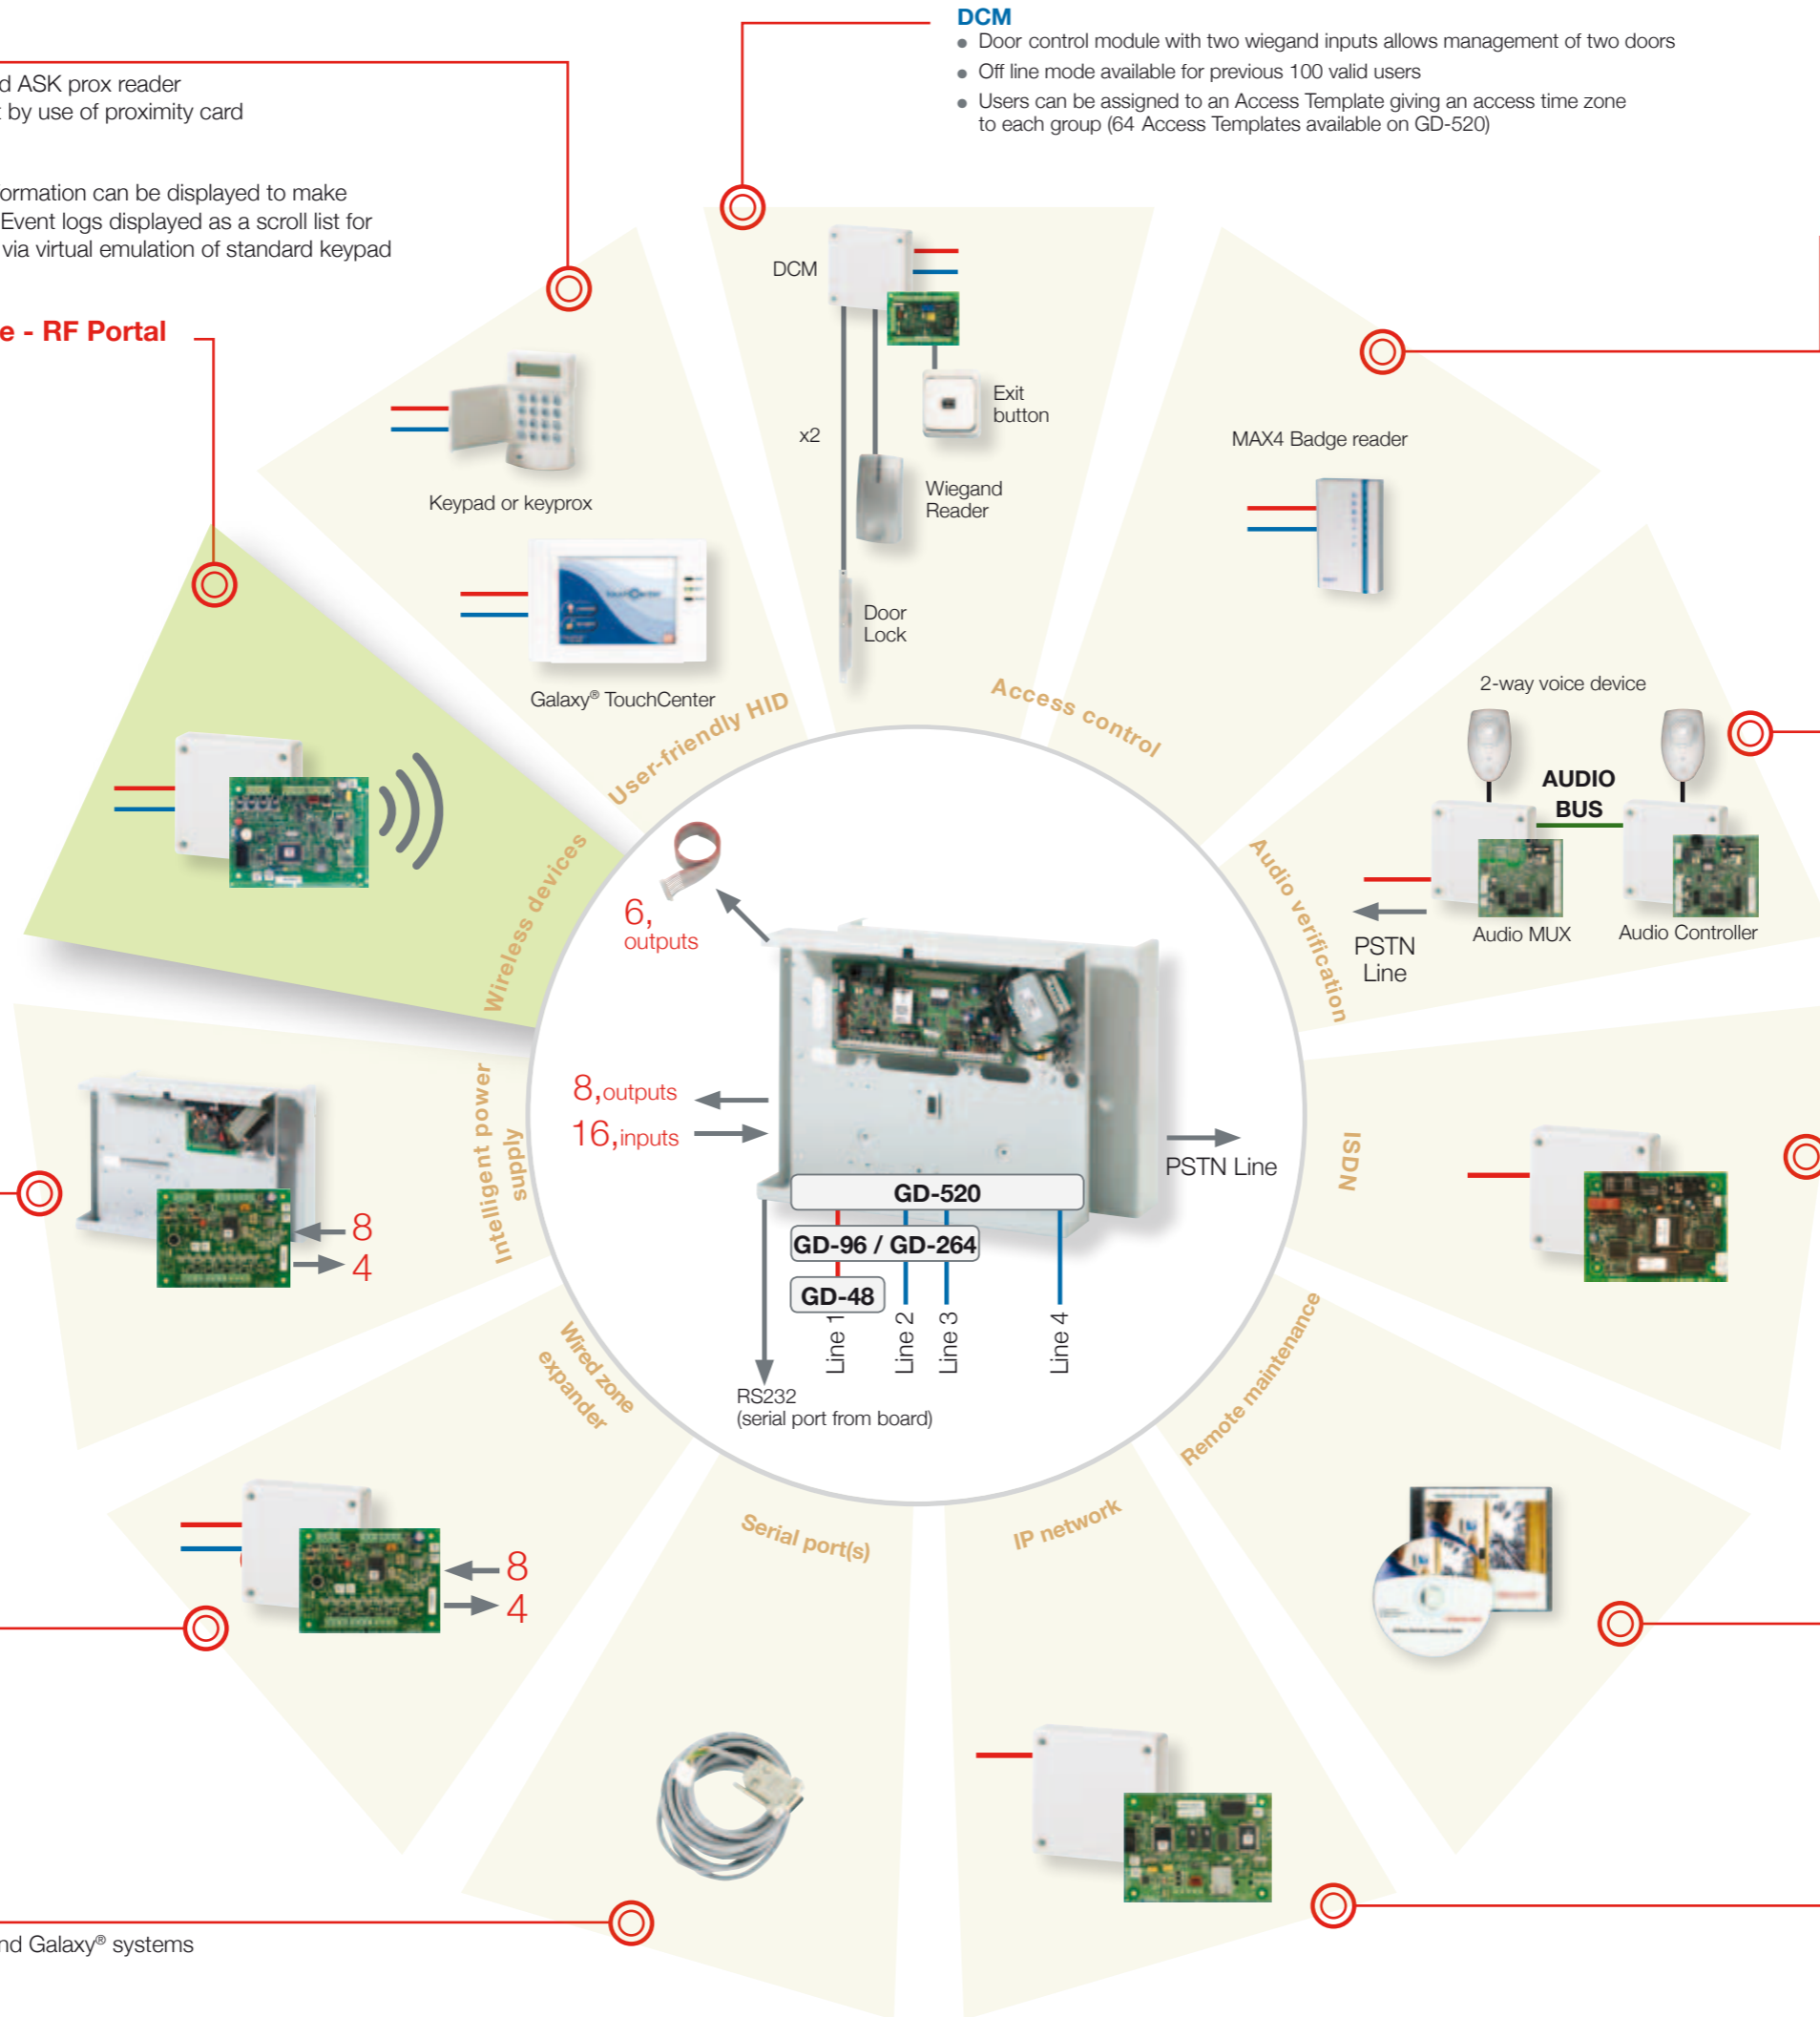 DCM
Door control module with two wiegand inputs allows management of two doors
Off line mode available for previous 100 valid users
Users can be assigned to an Access Template giving an access time zone
to each group (64 Access Templates available on GD-520)
d ASK prox reader
by use of proximity card
ormation can be displayed to make
Event logs displayed as a scroll list for
via virtual emulation of standard keypad
e - RF Portal
DCM
Exit
button
x2
Wiegand
Reader
Door
Lock
Keypad or keyprox
Galaxy® TouchCenter
MAX4 Badge reader
2-way voice device
AUDIO
BUS
Audio MUX
Audio Controller
PSTN
Line
User-friendly HID
Access control
Audio verification
Wireless devices
ISDN
Intelligent power
supply
Remote maintenance
Wired zone
expander
Serial port(s)
IP network
6,
outputs
8,outputs
16,inputs
PSTN Line
GD-520
GD-96 / GD-264
GD-48
Line 1
Line 2
Line 3
Line 4
RS232
(serial port from board)
8
4
8
4
nd Galaxy® systems